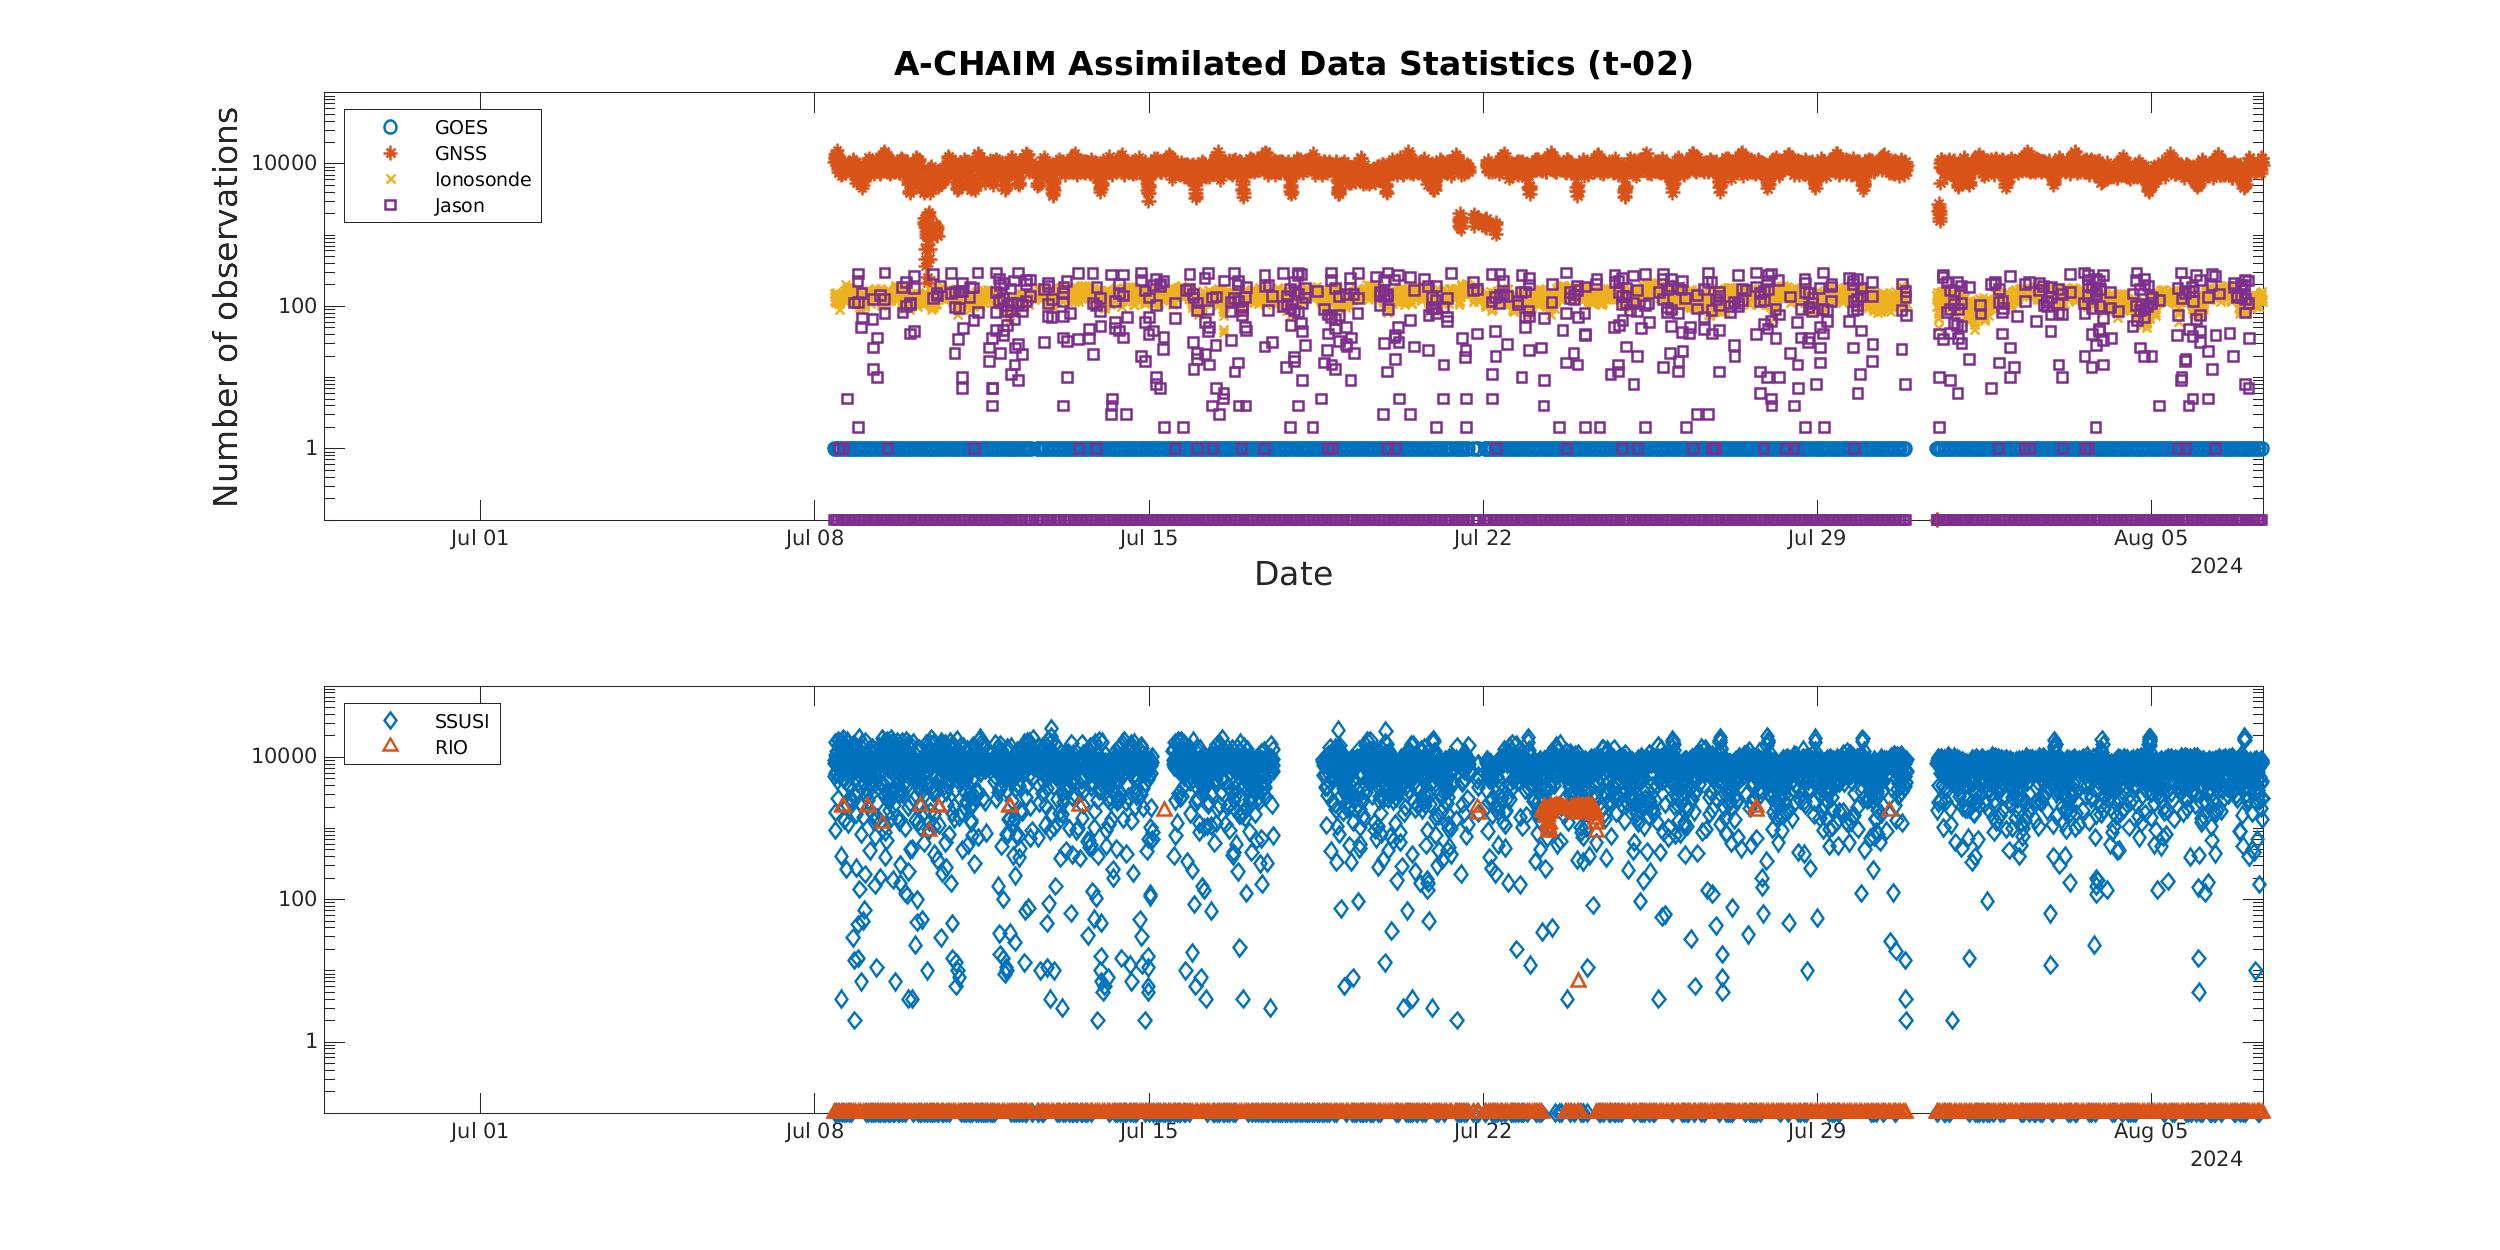 A-CHAIM Assimilated Data Statistics (t-02)
Number of observations
10000
100
1
GOES
GNSS
Ionosonde
Jason
Jul 01
Jul 08
Jul 15
Jul 22
Jul 29
Aug 05
2024
Date
10000
100
1
SSUSI
RIO
Jul 01
Jul 08
Jul 15
Jul 22
Jul 29
Aug 05
2024